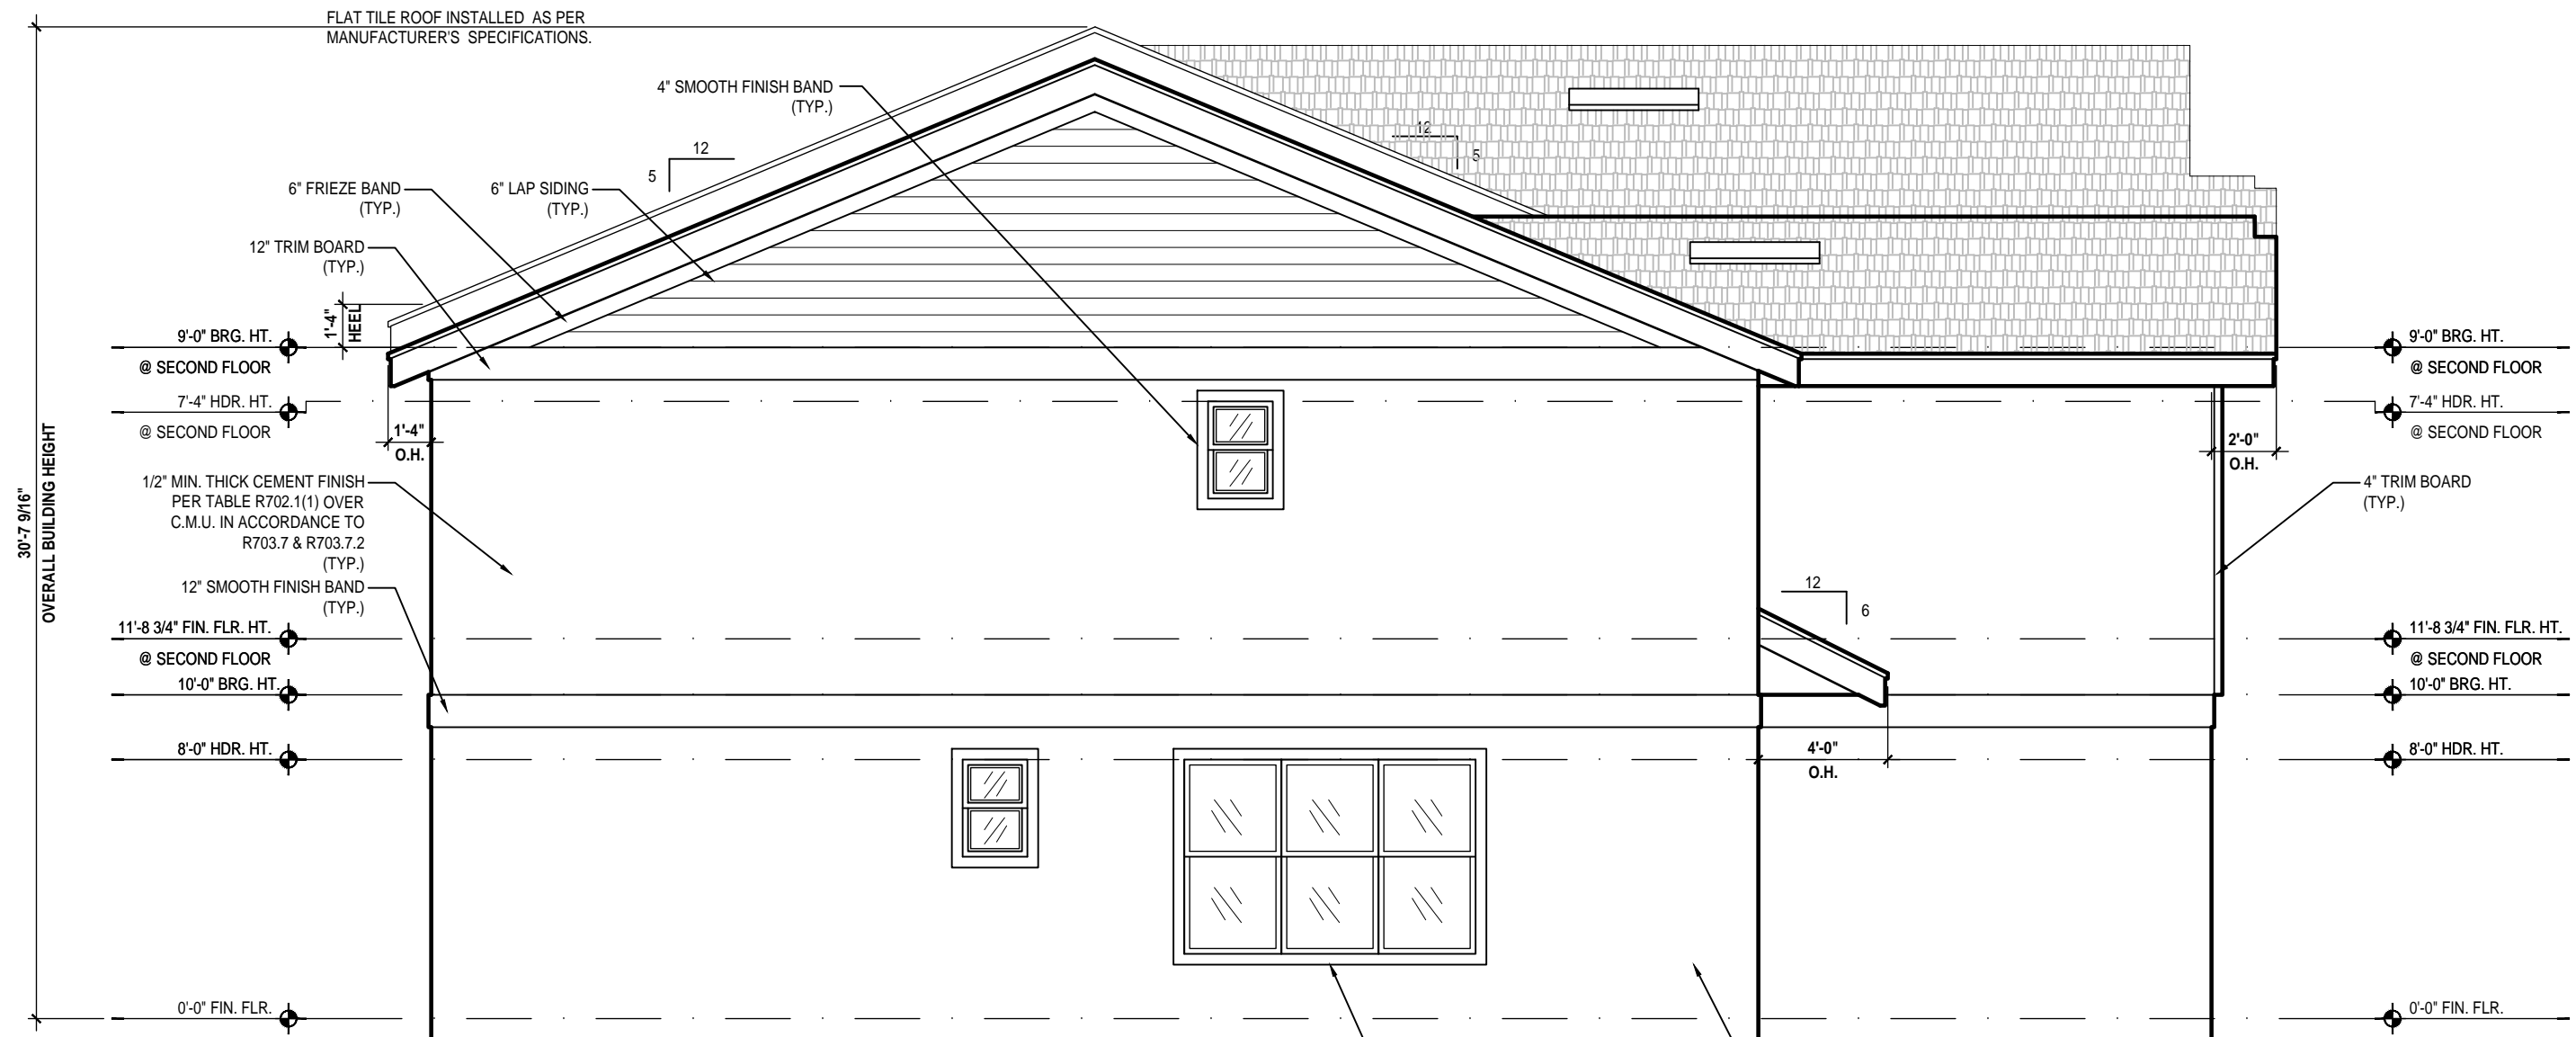 FLAT TILE ROOF INSTALLED AS PER
MANUFACTURER'S SPECIFICATIONS.
4" SMOOTH FINISH BAND
(TYP.)
12
5
12
5
6" FRIEZE BAND
(TYP.)
6" LAP SIDING
(TYP.)
12" TRIM BOARD
(TYP.)
1'-4"
HEEL
9'-0" BRG. HT.
@ SECOND FLOOR
7'-4" HDR. HT.
@ SECOND FLOOR
1'-4"
O.H.
30'-7 9/16"
OVERALL BUILDING HEIGHT
1/2" MIN. THICK CEMENT FINISH
PER TABLE R702.1(1) OVER
C.M.U. IN ACCORDANCE TO
R703.7 & R703.7.2
(TYP.)
12" SMOOTH FINISH BAND
(TYP.)
11'-8 3/4" FIN. FLR. HT.
@ SECOND FLOOR
10'-0" BRG. HT.
8'-0" HDR. HT.
0'-0" FIN. FLR.
12
6
4'-0"
O.H.
9'-0" BRG. HT.
@ SECOND FLOOR
7'-4" HDR. HT.
@ SECOND FLOOR
2'-0"
O.H.
4" TRIM BOARD
(TYP.)
11'-8 3/4" FIN. FLR. HT.
@ SECOND FLOOR
10'-0" BRG. HT.
8'-0" HDR. HT.
0'-0" FIN. FLR.